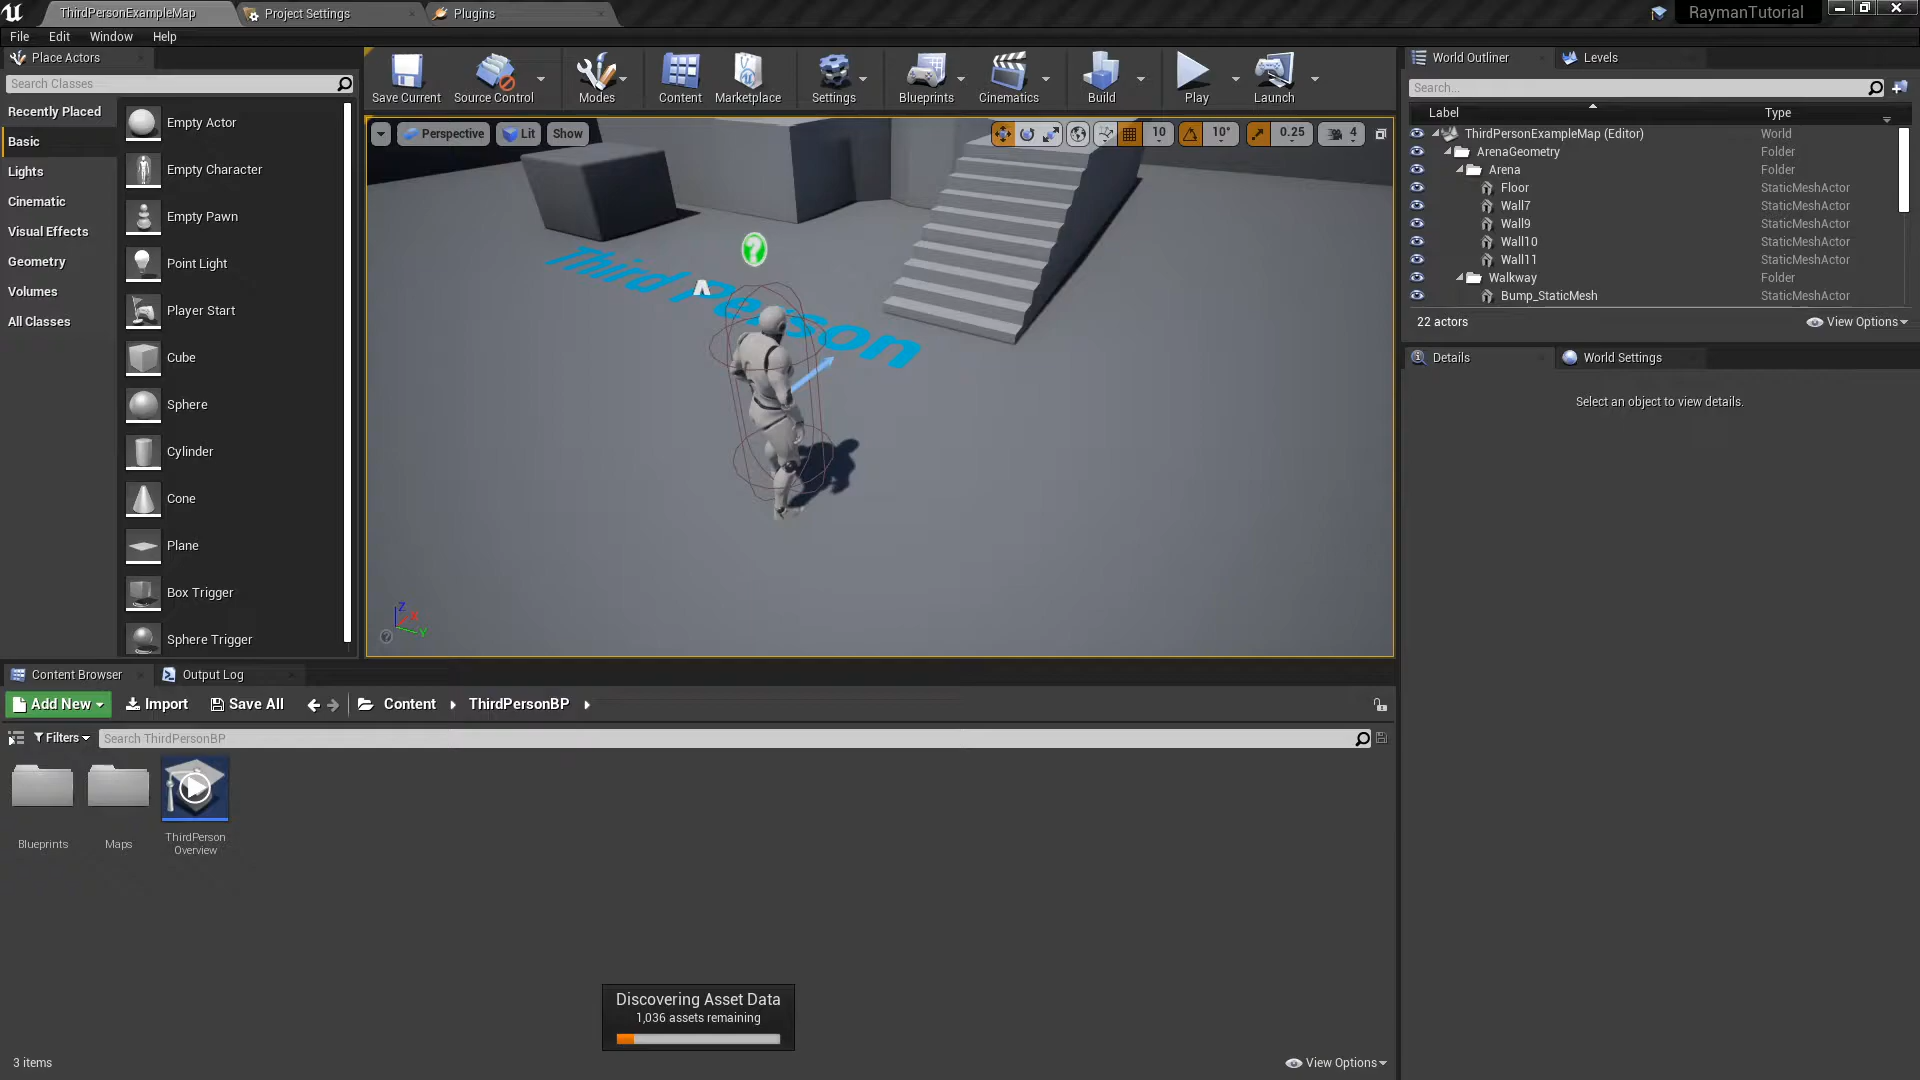 ThirdPersonExampleMap
Project Settings
Plugins
RaymanTutorial
File
Edit
Window
Help
Place Actors
Search Classes
Recently Placed
Basic
Lights
Cinematic
Visual Effects
Geometry
Volumes
All Classes
Empty Actor
Empty Character
Empty Pawn
Point Light
Player Start
Cube
Sphere
Cylinder
Cone
Plane
Box Trigger
Sphere Trigger
Save Current
Source Control
Modes
Content
Marketplace
Settings
Blueprints
Cinematics
Build
Play
Launch
Perspective
Lit
Show
10
10°
0.25
4
Third Person
Z
X
Y
World Outliner
Levels
Search...
Label
Type
ThirdPersonExampleMap (Editor)
World
ArenaGeometry
Folder
Arena
Folder
Floor
StaticMeshActor
Wall7
StaticMeshActor
Wall9
StaticMeshActor
Wall10
StaticMeshActor
Wall11
StaticMeshActor
Walkway
Folder
Bump_StaticMesh
StaticMeshActor
22 actors
View Options
Details
World Settings
Select an object to view details.
Content Browser
Output Log
Add New
Import
Save All
Content
ThirdPersonBP
Filters
Search ThirdPersonBP
Blueprints
Maps
ThirdPerson
Overview
Discovering Asset Data
1,036 assets remaining
3 items
View Options